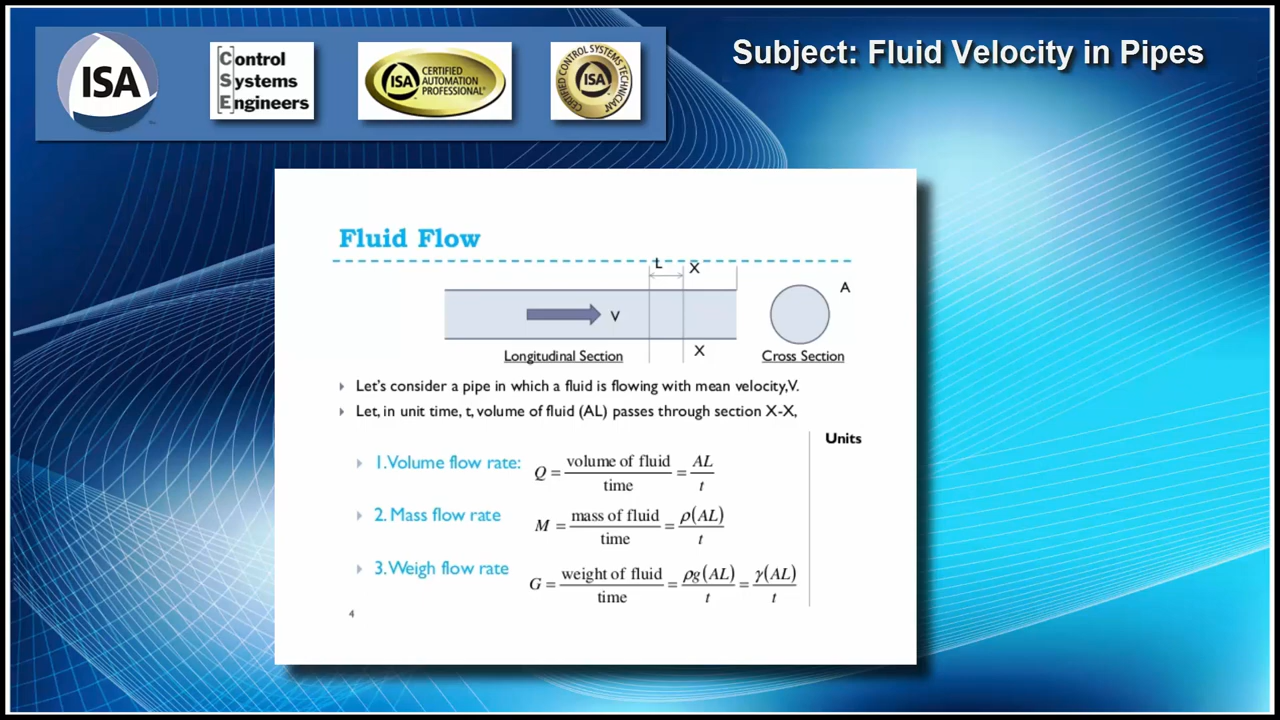 ISA
[C]ontrol
[S]ystems
[E]ngineers
ISA CERTIFIED
AUTOMATION
PROFESSIONAL®
CERTIFIED CONTROL SYSTEMS TECHNICIAN
ISA
Subject: Fluid Velocity in Pipes
Fluid Flow
L X
V
X
A
Longitudinal Section
Cross Section
Let's consider a pipe in which a fluid is flowing with mean velocity,V.
Let, in unit time, t, volume of fluid (AL) passes through section X-X,
Units
1.Volume flow rate: Q = volume of fluid / time = AL / t
2. Mass flow rate M = mass of fluid / time = ρ(AL) / t
3.Weigh flow rate G = weight of fluid / time = ρg(AL) / t = γ(AL) / t
4